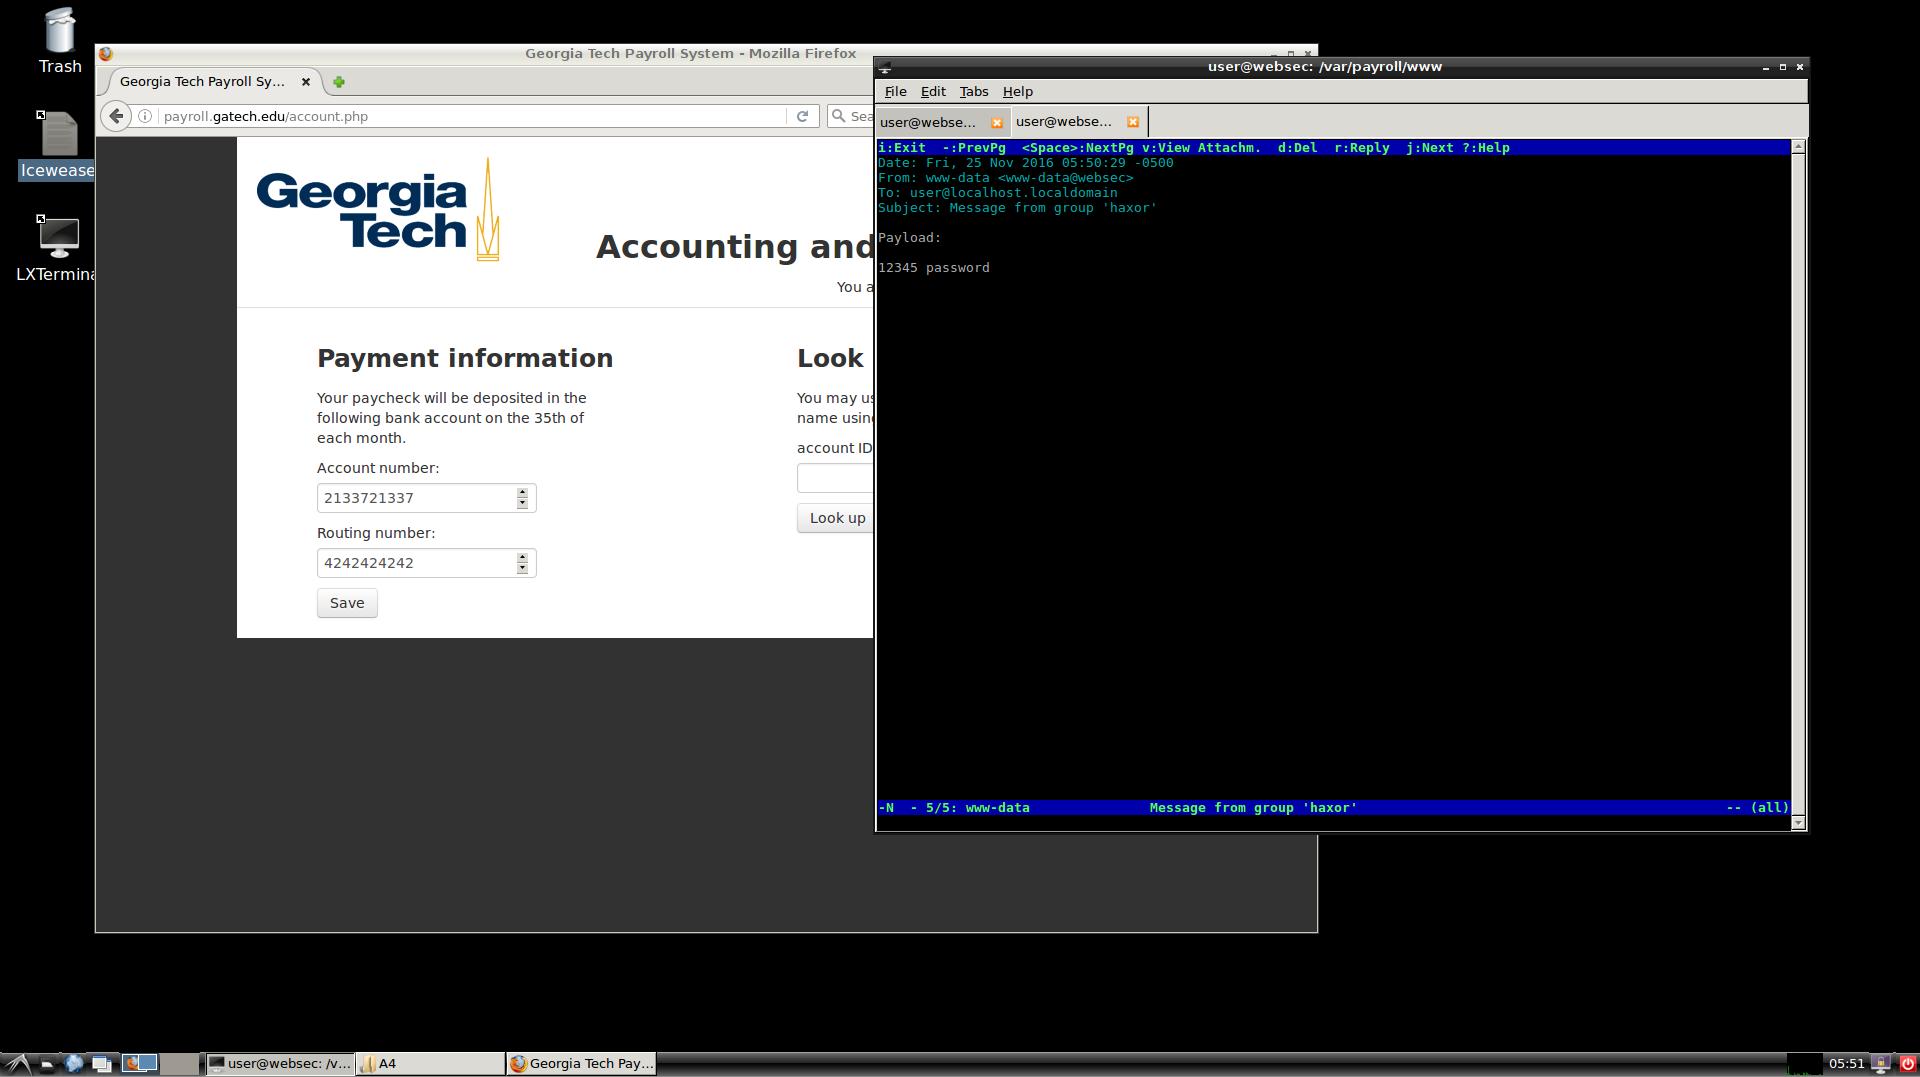 Trash
Icewease
LXTermina
Georgia Tech Payroll System - Mozilla Firefox
Georgia Tech Payroll Sy...
payroll.gatech.edu/account.php
Sea
Georgia
Tech
Accounting and
You a
Payment information
Your paycheck will be deposited in the
following bank account on the 35th of
each month.
Account number:
2133721337
Routing number:
4242424242
Save
Look
You may us
name using
account ID
Look up
user@websec: /var/payroll/www
File Edit Tabs Help
user@webse...
user@webse...
i:Exit -:PrevPg <Space>:NextPg v:View Attachm. d:Del r:Reply j:Next ?:Help
Date: Fri, 25 Nov 2016 05:50:29 -0500
From: www-data <www-data@websec>
To: user@localhost.localdomain
Subject: Message from group 'haxor'
Payload:
12345 password
-N - 5/5: www-data Message from group 'haxor' -- (all)
user@websec: /v...
A4
Georgia Tech Pay...
05:51